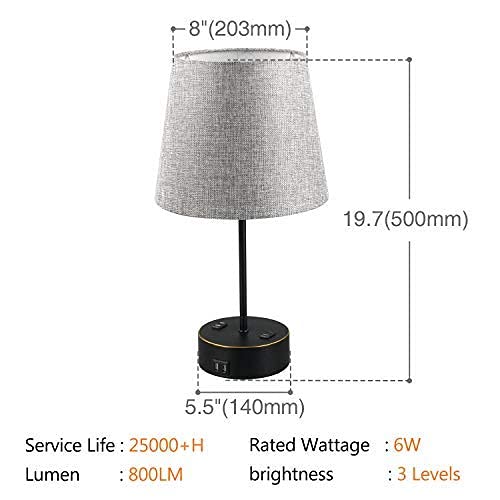 8"(203mm)
19.7(500mm)
5.5"(140mm)
Service Life : 25000+H
Rated Wattage : 6W
Lumen : 800LM
brightness : 3 Levels